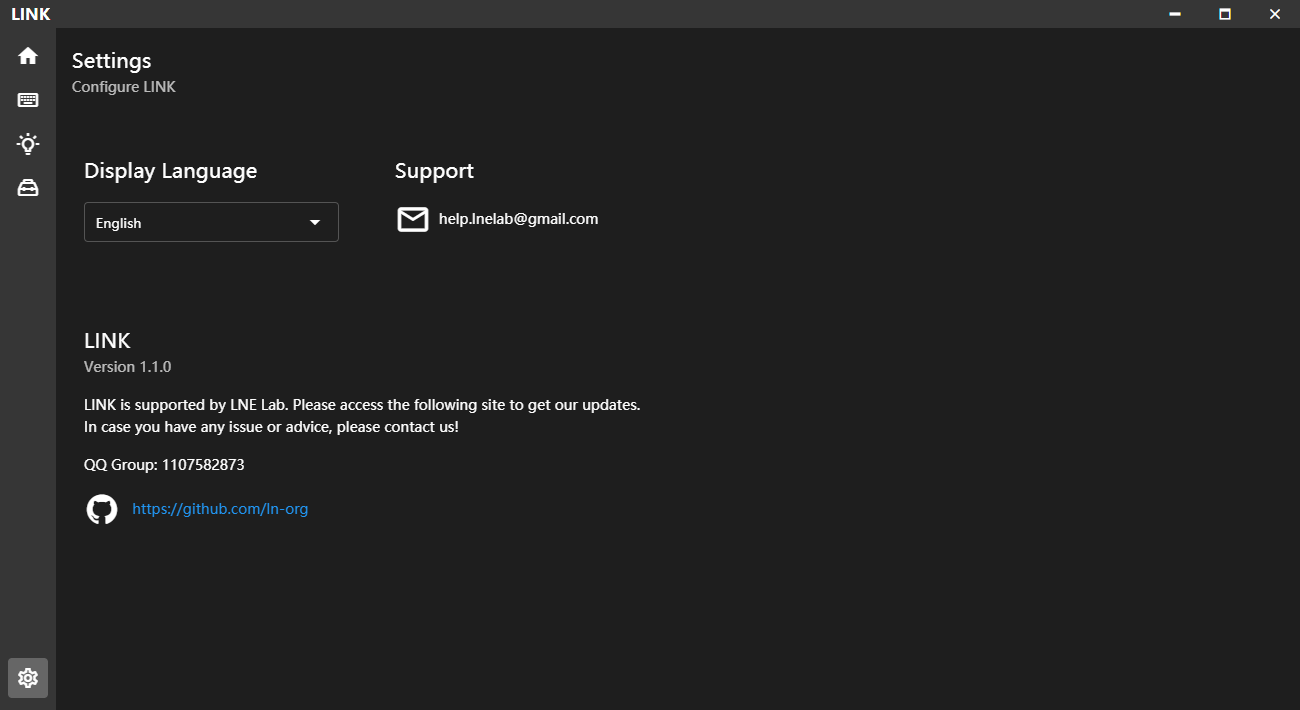 LINK
Settings
Configure LINK
Display Language
English
Support
help.lnelab@gmail.com
LINK
Version 1.1.0
LINK is supported by LNE Lab. Please access the following site to get our updates.
In case you have any issue or advice, please contact us!
QQ Group: 1107582873
https://github.com/ln-org